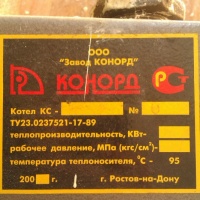 ООО
"Завод КОНОРД"
КОНОРД
Котел КС - №
ТУ23.0237521-17-89
теплопроизводительность, КВт-
рабочее давление, МПа (кгс/см²)-
температура теплоносителя, °С - 95
200 г. г. Ростов-на-Дону